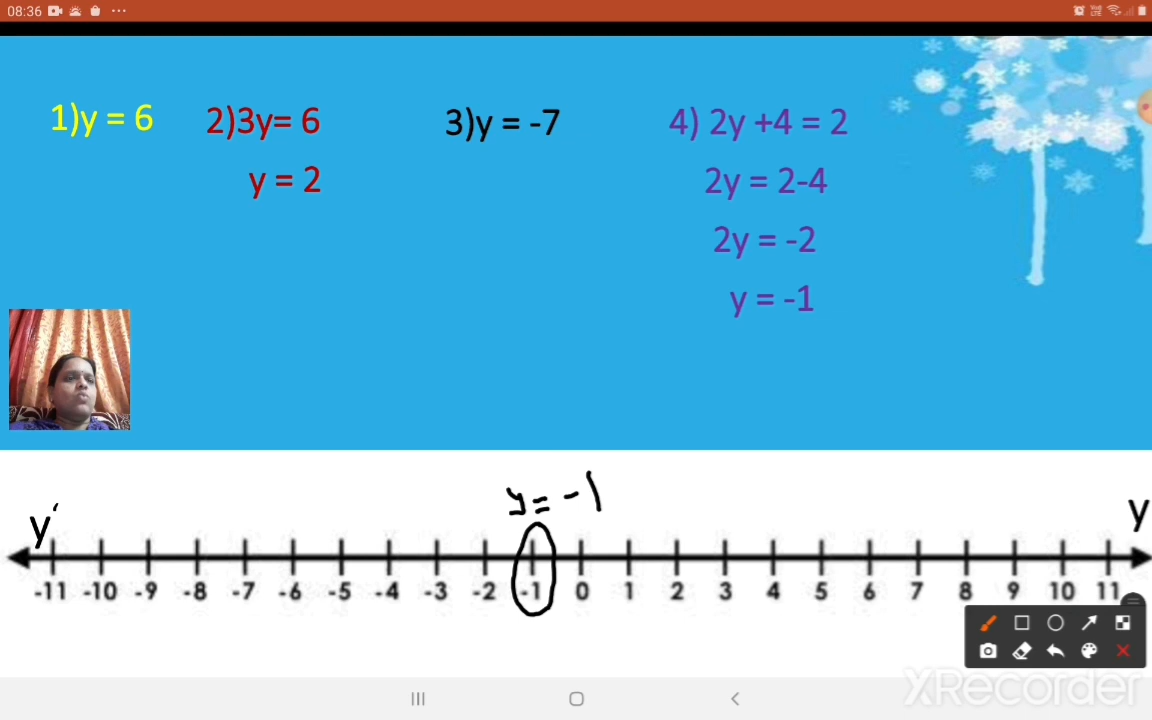 08:36
1)y = 6
2)3y= 6
y = 2
3)y = -7
4) 2y +4 = 2
2y = 2-4
2y = -2
y = -1
y = -1
y'
y
-11 -10 -9 -8 -7 -6 -5 -4 -3 -2 -1 0 1 2 3 4 5 6 7 8 9 10 11
XRecorder